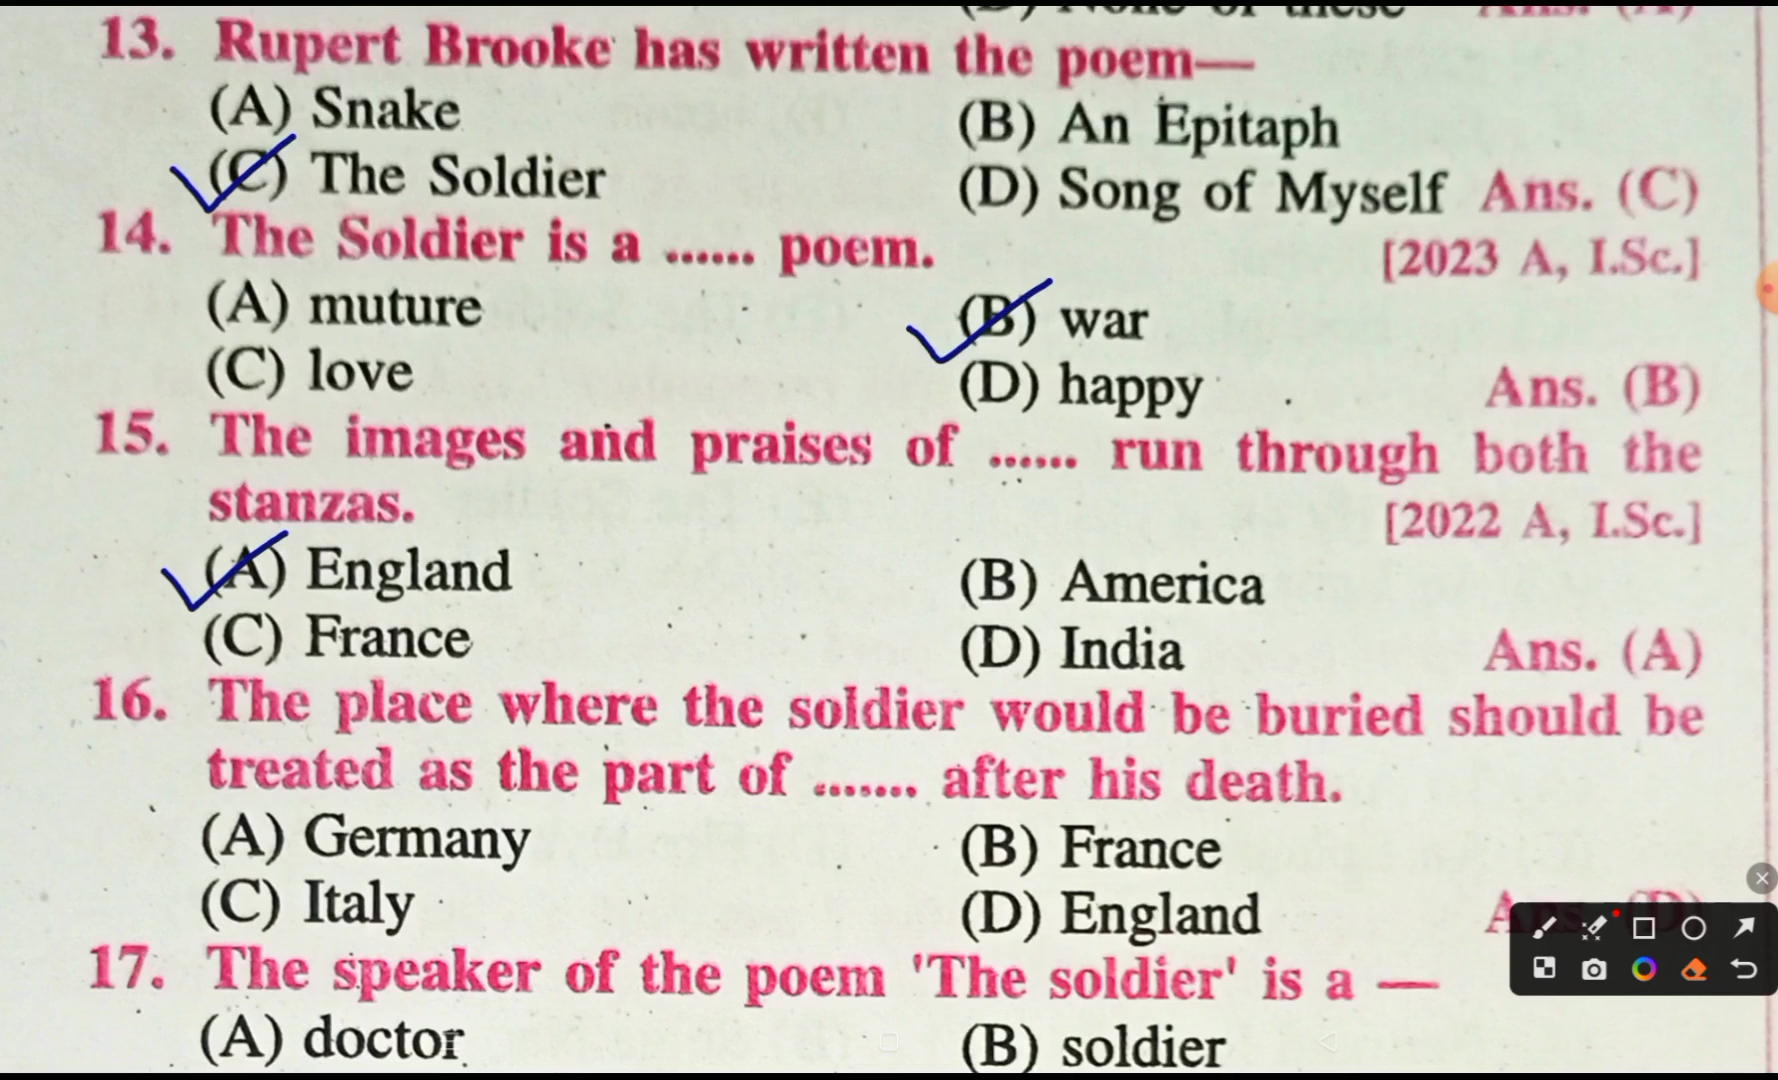 13. Rupert Brooke has written the poem—
(A) Snake (B) An Epitaph
(C) The Soldier (D) Song of Myself Ans. (C)
14. The Soldier is a ...... poem. [2023 A, I.Sc.]
(A) muture (B) war
(C) love (D) happy Ans. (B)
15. The images and praises of ...... run through both the
stanzas. [2022 A, I.Sc.]
(A) England (B) America
(C) France (D) India Ans. (A)
16. The place where the soldier would be buried should be
treated as the part of ....... after his death.
(A) Germany (B) France
(C) Italy (D) England Ans. (D)
17. The speaker of the poem 'The soldier' is a —
(A) doctor (B) soldier